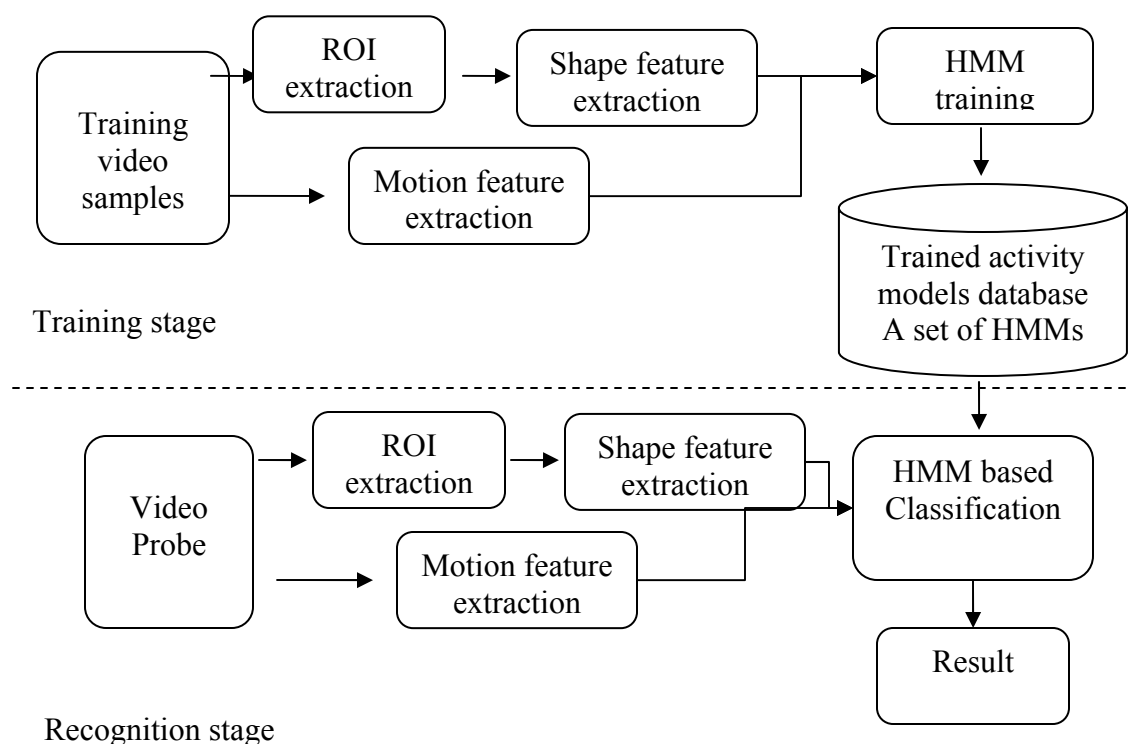 Training
video
samples
ROI
extraction
Shape feature
extraction
Motion feature
extraction
HMM
training
Trained activity
models database
A set of HMMs
Training stage
Video
Probe
ROI
extraction
Shape feature
extraction
Motion feature
extraction
HMM based
Classification
Result
Recognition stage